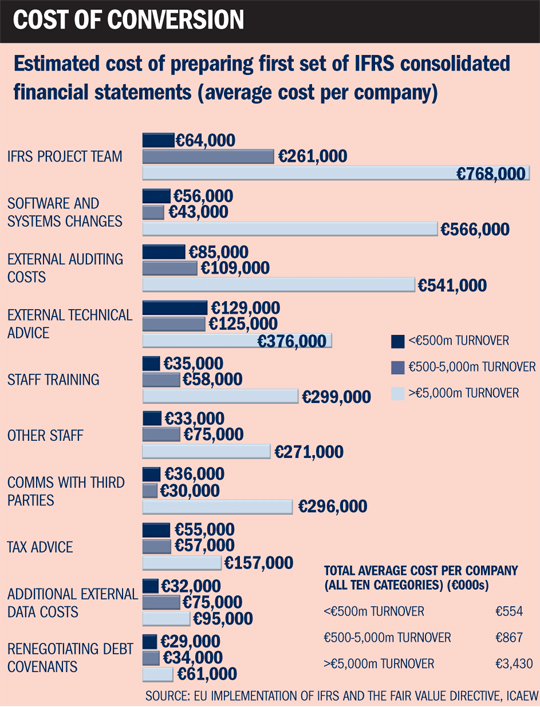 COST OF CONVERSION
Estimated cost of preparing first set of IFRS consolidated
financial statements (average cost per company)
IFRS PROJECT TEAM
€64,000
€261,000
€768,000
SOFTWARE AND
SYSTEMS CHANGES
€56,000
€43,000
€566,000
EXTERNAL AUDITING
COSTS
€85,000
€109,000
€541,000
EXTERNAL TECHNICAL
ADVICE
€129,000
€125,000
€376,000
<€500m TURNOVER
€500-5,000m TURNOVER
>€5,000m TURNOVER
STAFF TRAINING
€35,000
€58,000
€299,000
OTHER STAFF
€33,000
€75,000
€271,000
COMMS WITH THIRD
PARTIES
€36,000
€30,000
€296,000
TAX ADVICE
€55,000
€57,000
€157,000
ADDITIONAL EXTERNAL
DATA COSTS
€32,000
€75,000
€95,000
RENEGOTIATING DEBT
COVENANTS
€29,000
€34,000
€61,000
TOTAL AVERAGE COST PER COMPANY
(ALL TEN CATEGORIES) (€000s)
<€500m TURNOVER €554
€500-5,000m TURNOVER €867
>€5,000m TURNOVER €3,430
SOURCE: EU IMPLEMENTATION OF IFRS AND THE FAIR VALUE DIRECTIVE, ICAEW